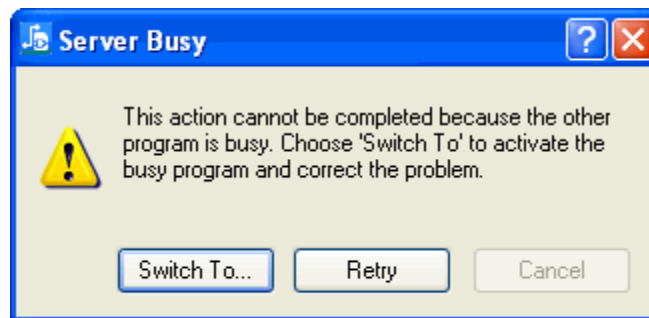 Server Busy
This action cannot be completed because the other
program is busy. Choose 'Switch To' to activate the
busy program and correct the problem.
Switch To...
Retry
Cancel